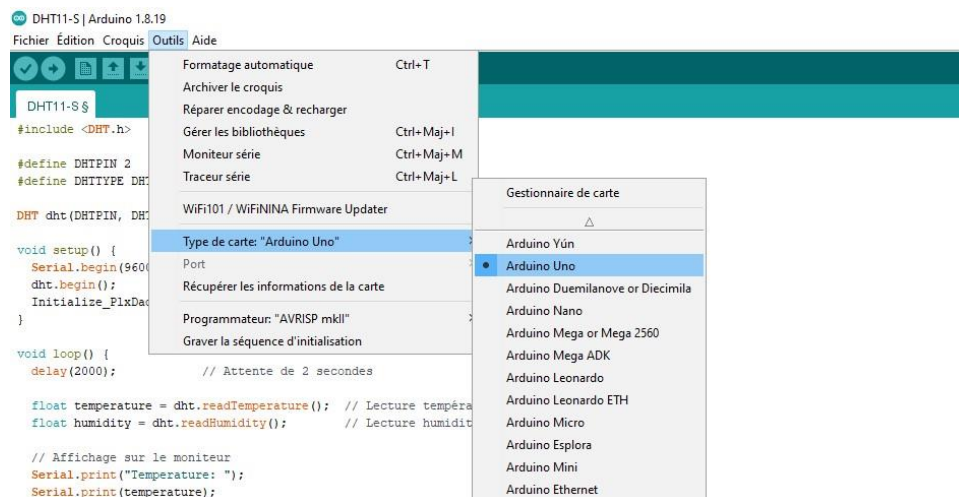 DHT11-S | Arduino 1.8.19
Fichier Édition Croquis Outils Aide
DHT11-S §
Formatage automatique Ctrl+T
Archiver le croquis
Réparer encodage & recharger
Gérer les bibliothèques Ctrl+Maj+I
Moniteur série Ctrl+Maj+M
Traceur série Ctrl+Maj+L
WiFi101 / WiFiNINA Firmware Updater
Type de carte: "Arduino Uno"
Port
Récupérer les informations de la carte
Programmateur: "AVRISP mkII"
Graver la séquence d'initialisation
Gestionnaire de carte
Arduino Yún
Arduino Uno
Arduino Duemilanove or Diecimila
Arduino Nano
Arduino Mega or Mega 2560
Arduino Mega ADK
Arduino Leonardo
Arduino Leonardo ETH
Arduino Micro
Arduino Esplora
Arduino Mini
Arduino Ethernet
#include <DHT.h>
#define DHTPIN 2
#define DHTTYPE
DHT dht(DHTPIN,
void setup() {
Serial.begin(
dht.begin();
}
void loop() {
delay(2000); // Attente de 2 secondes
float temperature = dht.readTemperature(); // Lecture
float humidity = dht.readHumidity(); // Lecture
// Affichage sur le moniteur
Serial.print("Temperature: ");
Serial.print(temperature);